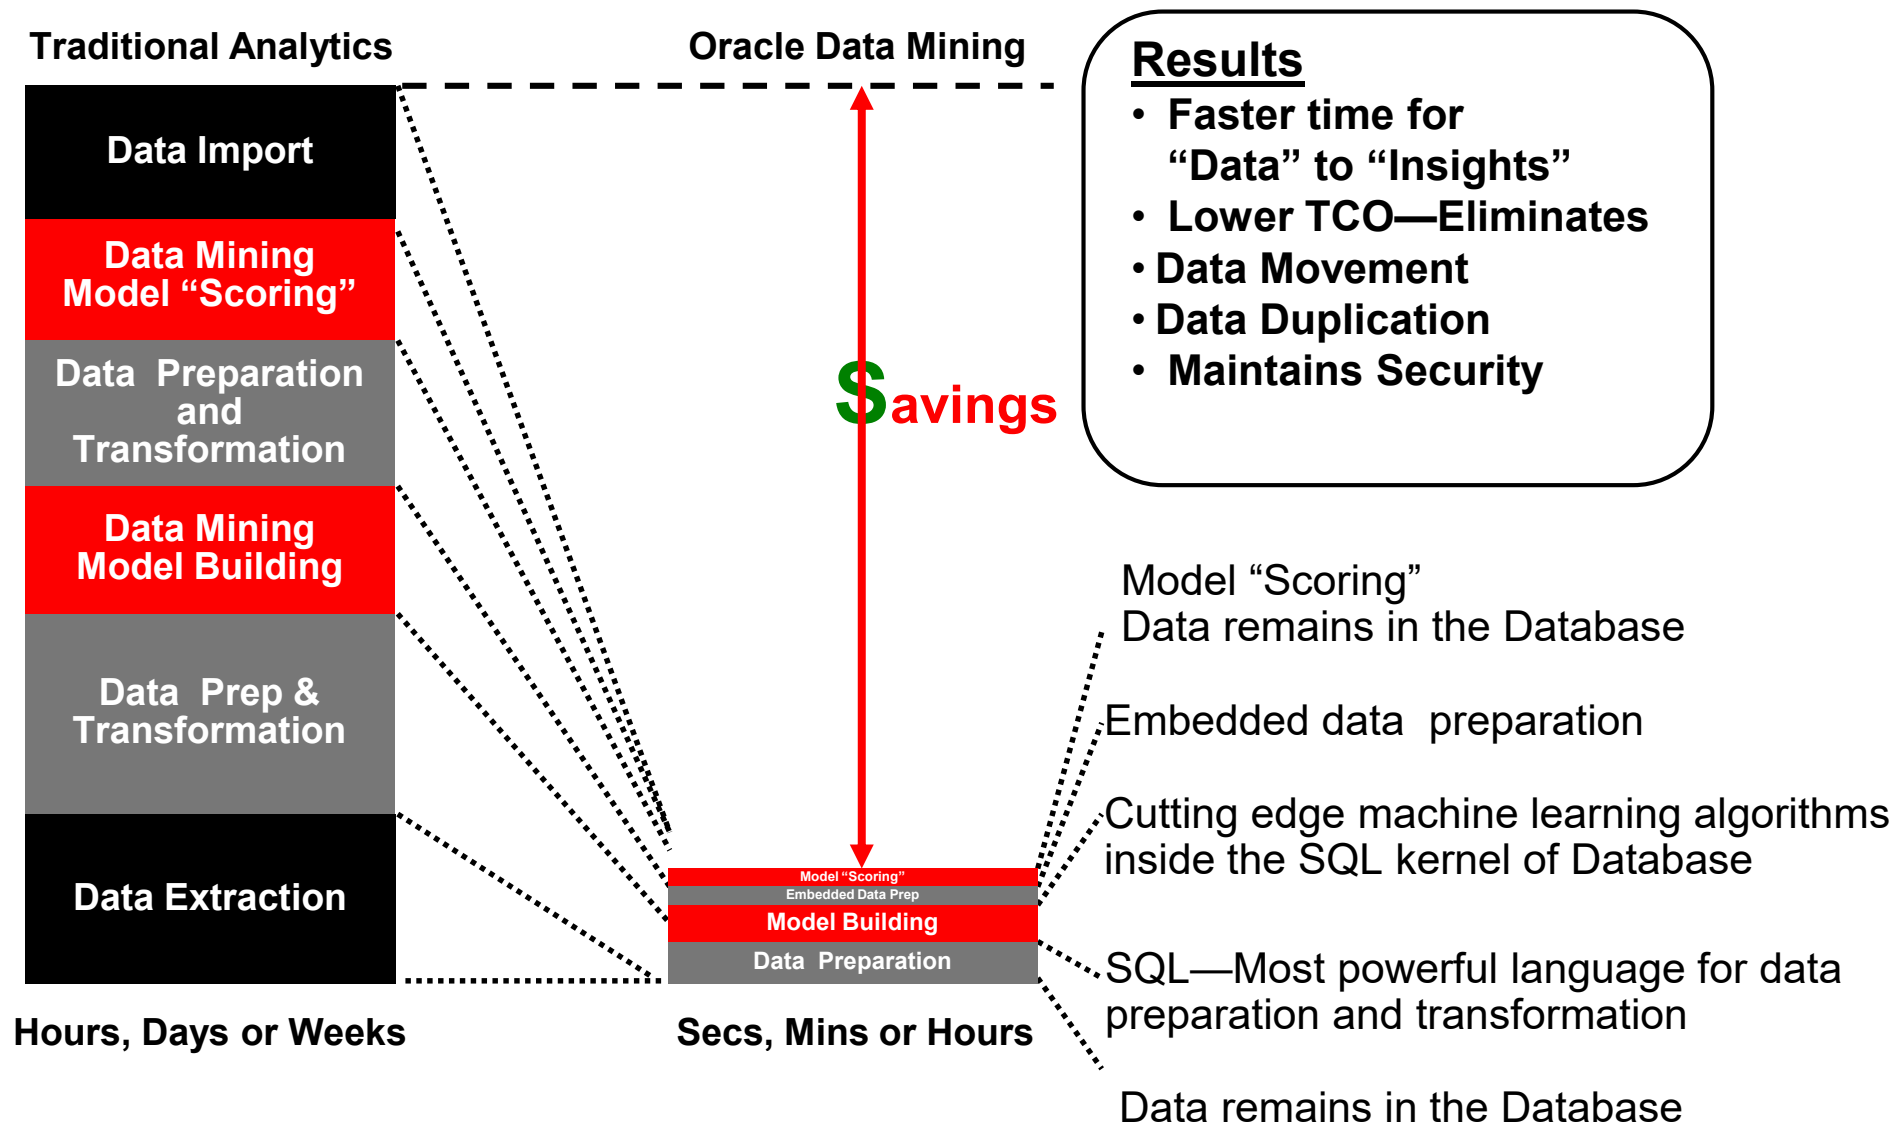 Traditional Analytics
Oracle Data Mining
Data Import
Data Mining
Model “Scoring”
Data Preparation
and
Transformation
Data Mining
Model Building
Data Prep &
Transformation
Data Extraction
Hours, Days or Weeks
$avings
Model “Scoring”
Embedded Data Prep
Model Building
Data Preparation
Secs, Mins or Hours
Results
• Faster time for
“Data” to “Insights”
• Lower TCO—Eliminates
• Data Movement
• Data Duplication
• Maintains Security
Model “Scoring”
Data remains in the Database
Embedded data preparation
Cutting edge machine learning algorithms
inside the SQL kernel of Database
SQL—Most powerful language for data
preparation and transformation
Data remains in the Database